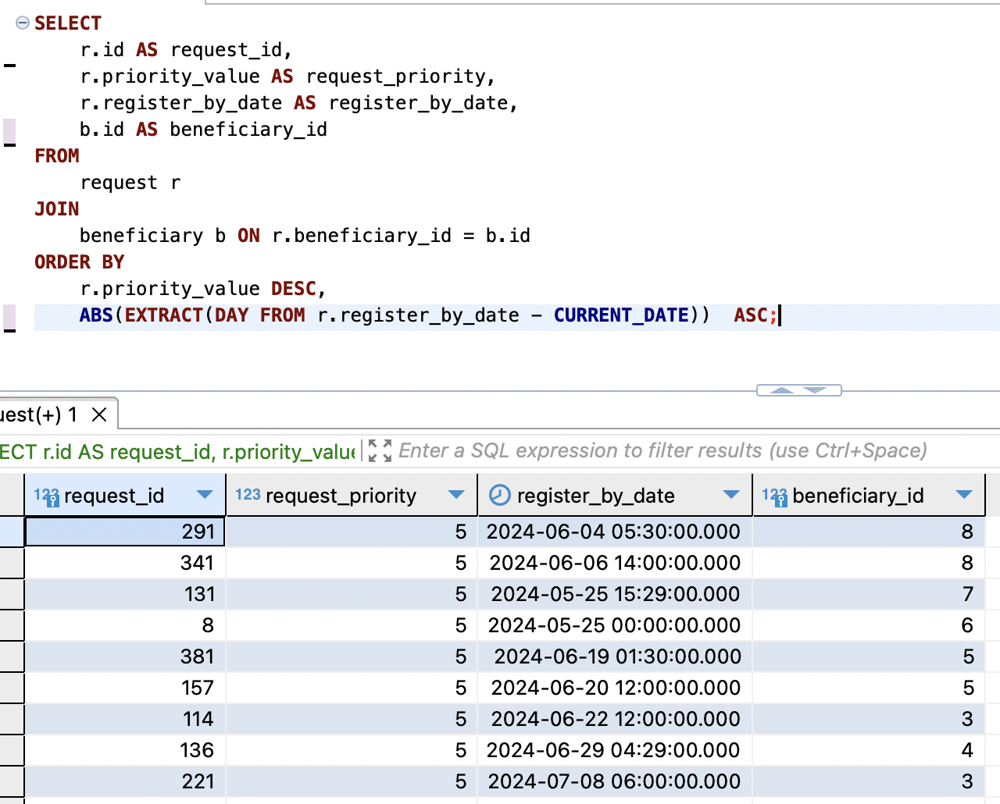 SELECT
r.id AS request_id,
r.priority_value AS request_priority,
r.register_by_date AS register_by_date,
b.id AS beneficiary_id
FROM
request r
JOIN
beneficiary b ON r.beneficiary_id = b.id
ORDER BY
r.priority_value DESC,
ABS(EXTRACT(DAY FROM r.register_by_date - CURRENT_DATE))  ASC;
uest(+) 1
ECT r.id AS request_id, r.priority_value Enter a SQL expression to filter results (use Ctrl+Space)
123 request_id 123 request_priority register_by_date 123 beneficiary_id
291 5 2024-06-04 05:30:00.000 8
341 5 2024-06-06 14:00:00.000 8
131 5 2024-05-25 15:29:00.000 7
8 5 2024-05-25 00:00:00.000 6
381 5 2024-06-19 01:30:00.000 5
157 5 2024-06-20 12:00:00.000 5
114 5 2024-06-22 12:00:00.000 3
136 5 2024-06-29 04:29:00.000 4
221 5 2024-07-08 06:00:00.000 3